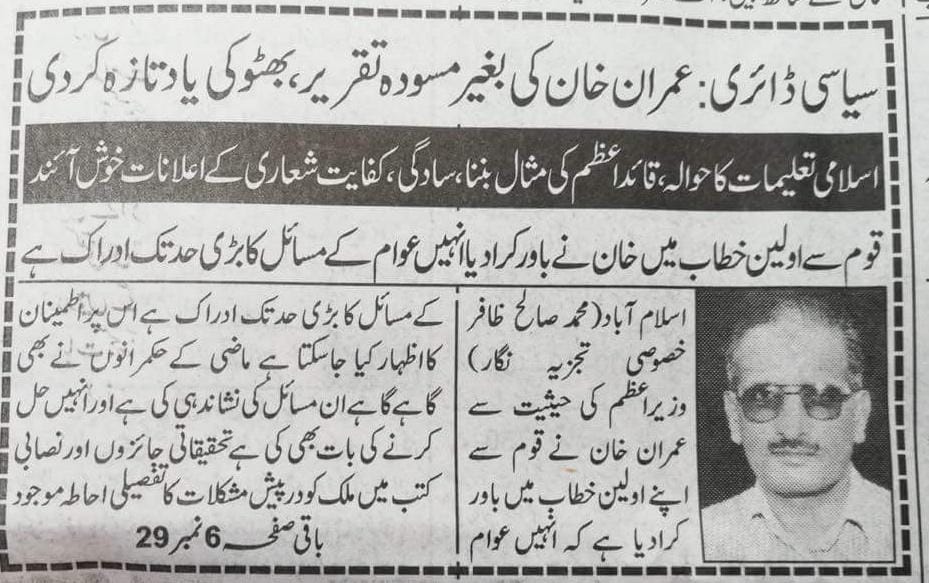 سیاسی ڈائری: عمران خان کی بغیر مسودہ تقریر، بھٹو کی یاد تازہ کردی
اسلامی تعلیمات کا حوالہ، قائداعظم کی مثال بننا، سادگی، کفایت شعاری کے اعلانات خوش آئند
قوم سے اولین خطاب میں خان نے باور کرادیا انہیں عوام کے مسائل کا بڑی حد تک ادراک ہے
اسلام آباد (محمد صالح ظافر
خصوصی تجزیہ نگار)
وزیراعظم کی حیثیت سے
عمران خان نے قوم سے
اپنے اولین خطاب میں باور
کرادیا ہے کہ انہیں عوام
کے مسائل کا بڑی حد تک ادراک ہے اس پر اطمینان
کا اظہار کیا جاسکتا ہے ماضی کے حکمرانوں نے بھی
گاہے گاہے ان مسائل کی نشاندہی کی ہے اور انہیں حل
کرنے کی بات بھی کی ہے تحقیقاتی جائزوں اور نصابی
کتب میں ملک کو درپیش مشکلات کا تفصیلی احاطہ موجود
باقی صفحہ 6 نمبر 29